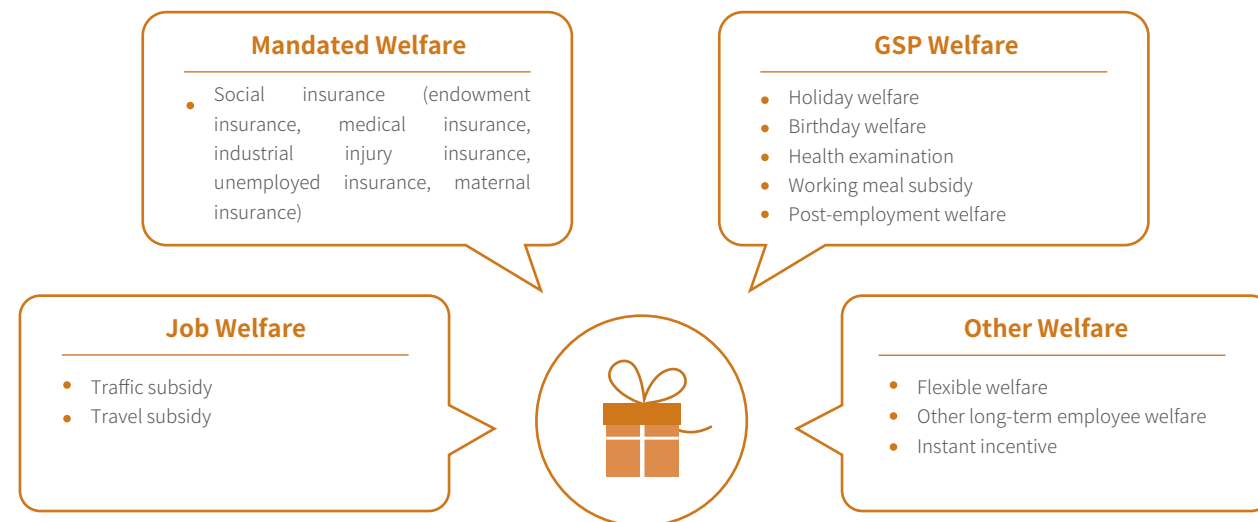 Mandated Welfare
Social insurance (endowment
insurance, medical insurance,
industrial injury insurance,
unemployed insurance, maternal
insurance)
GSP Welfare
Holiday welfare
Birthday welfare
Health examination
Working meal subsidy
Post-employment welfare
Job Welfare
Traffic subsidy
Travel subsidy
Other Welfare
Flexible welfare
Other long-term employee welfare
Instant incentive